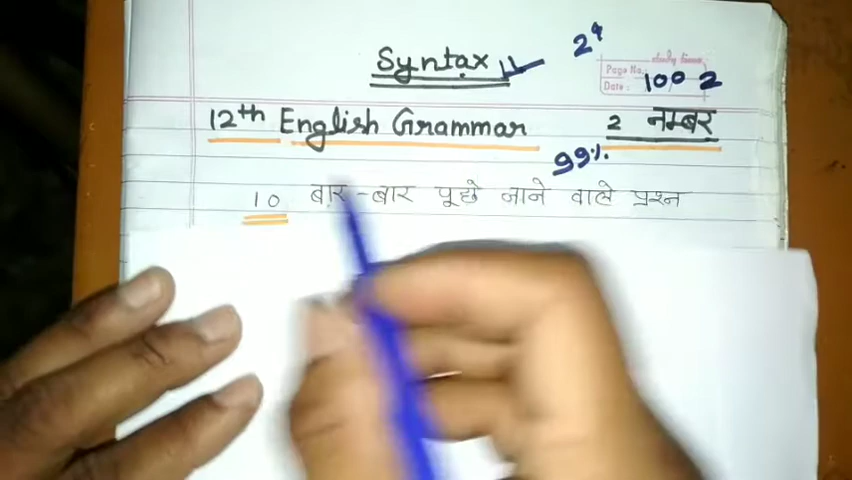 Syntax
24
Page No.
Date:
100 2
12th English Grammar
2 नम्बर
99%
10 बार-बार पूछे जाने वाले प्रश्न